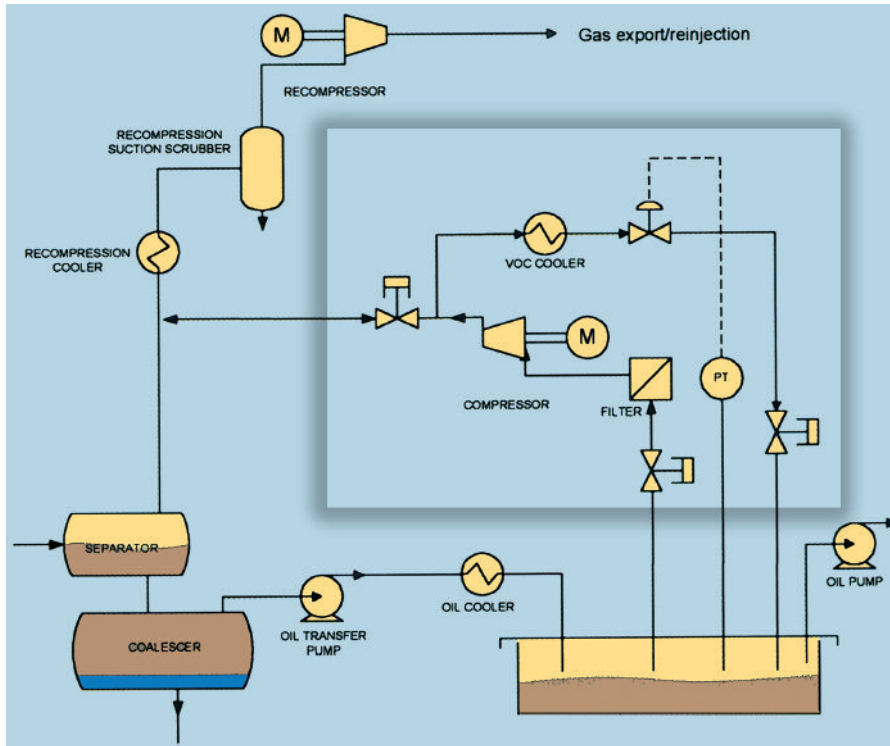 M
Gas export/reinjection
RECOMPRESSOR
RECOMPRESSION
SUCTION SCRUBBER
RECOMPRESSION
COOLER
VOC COOLER
M
PT
COMPRESSOR
FILTER
SEPARATOR
OIL PUMP
OIL COOLER
OIL TRANSFER
PUMP
COALESCER